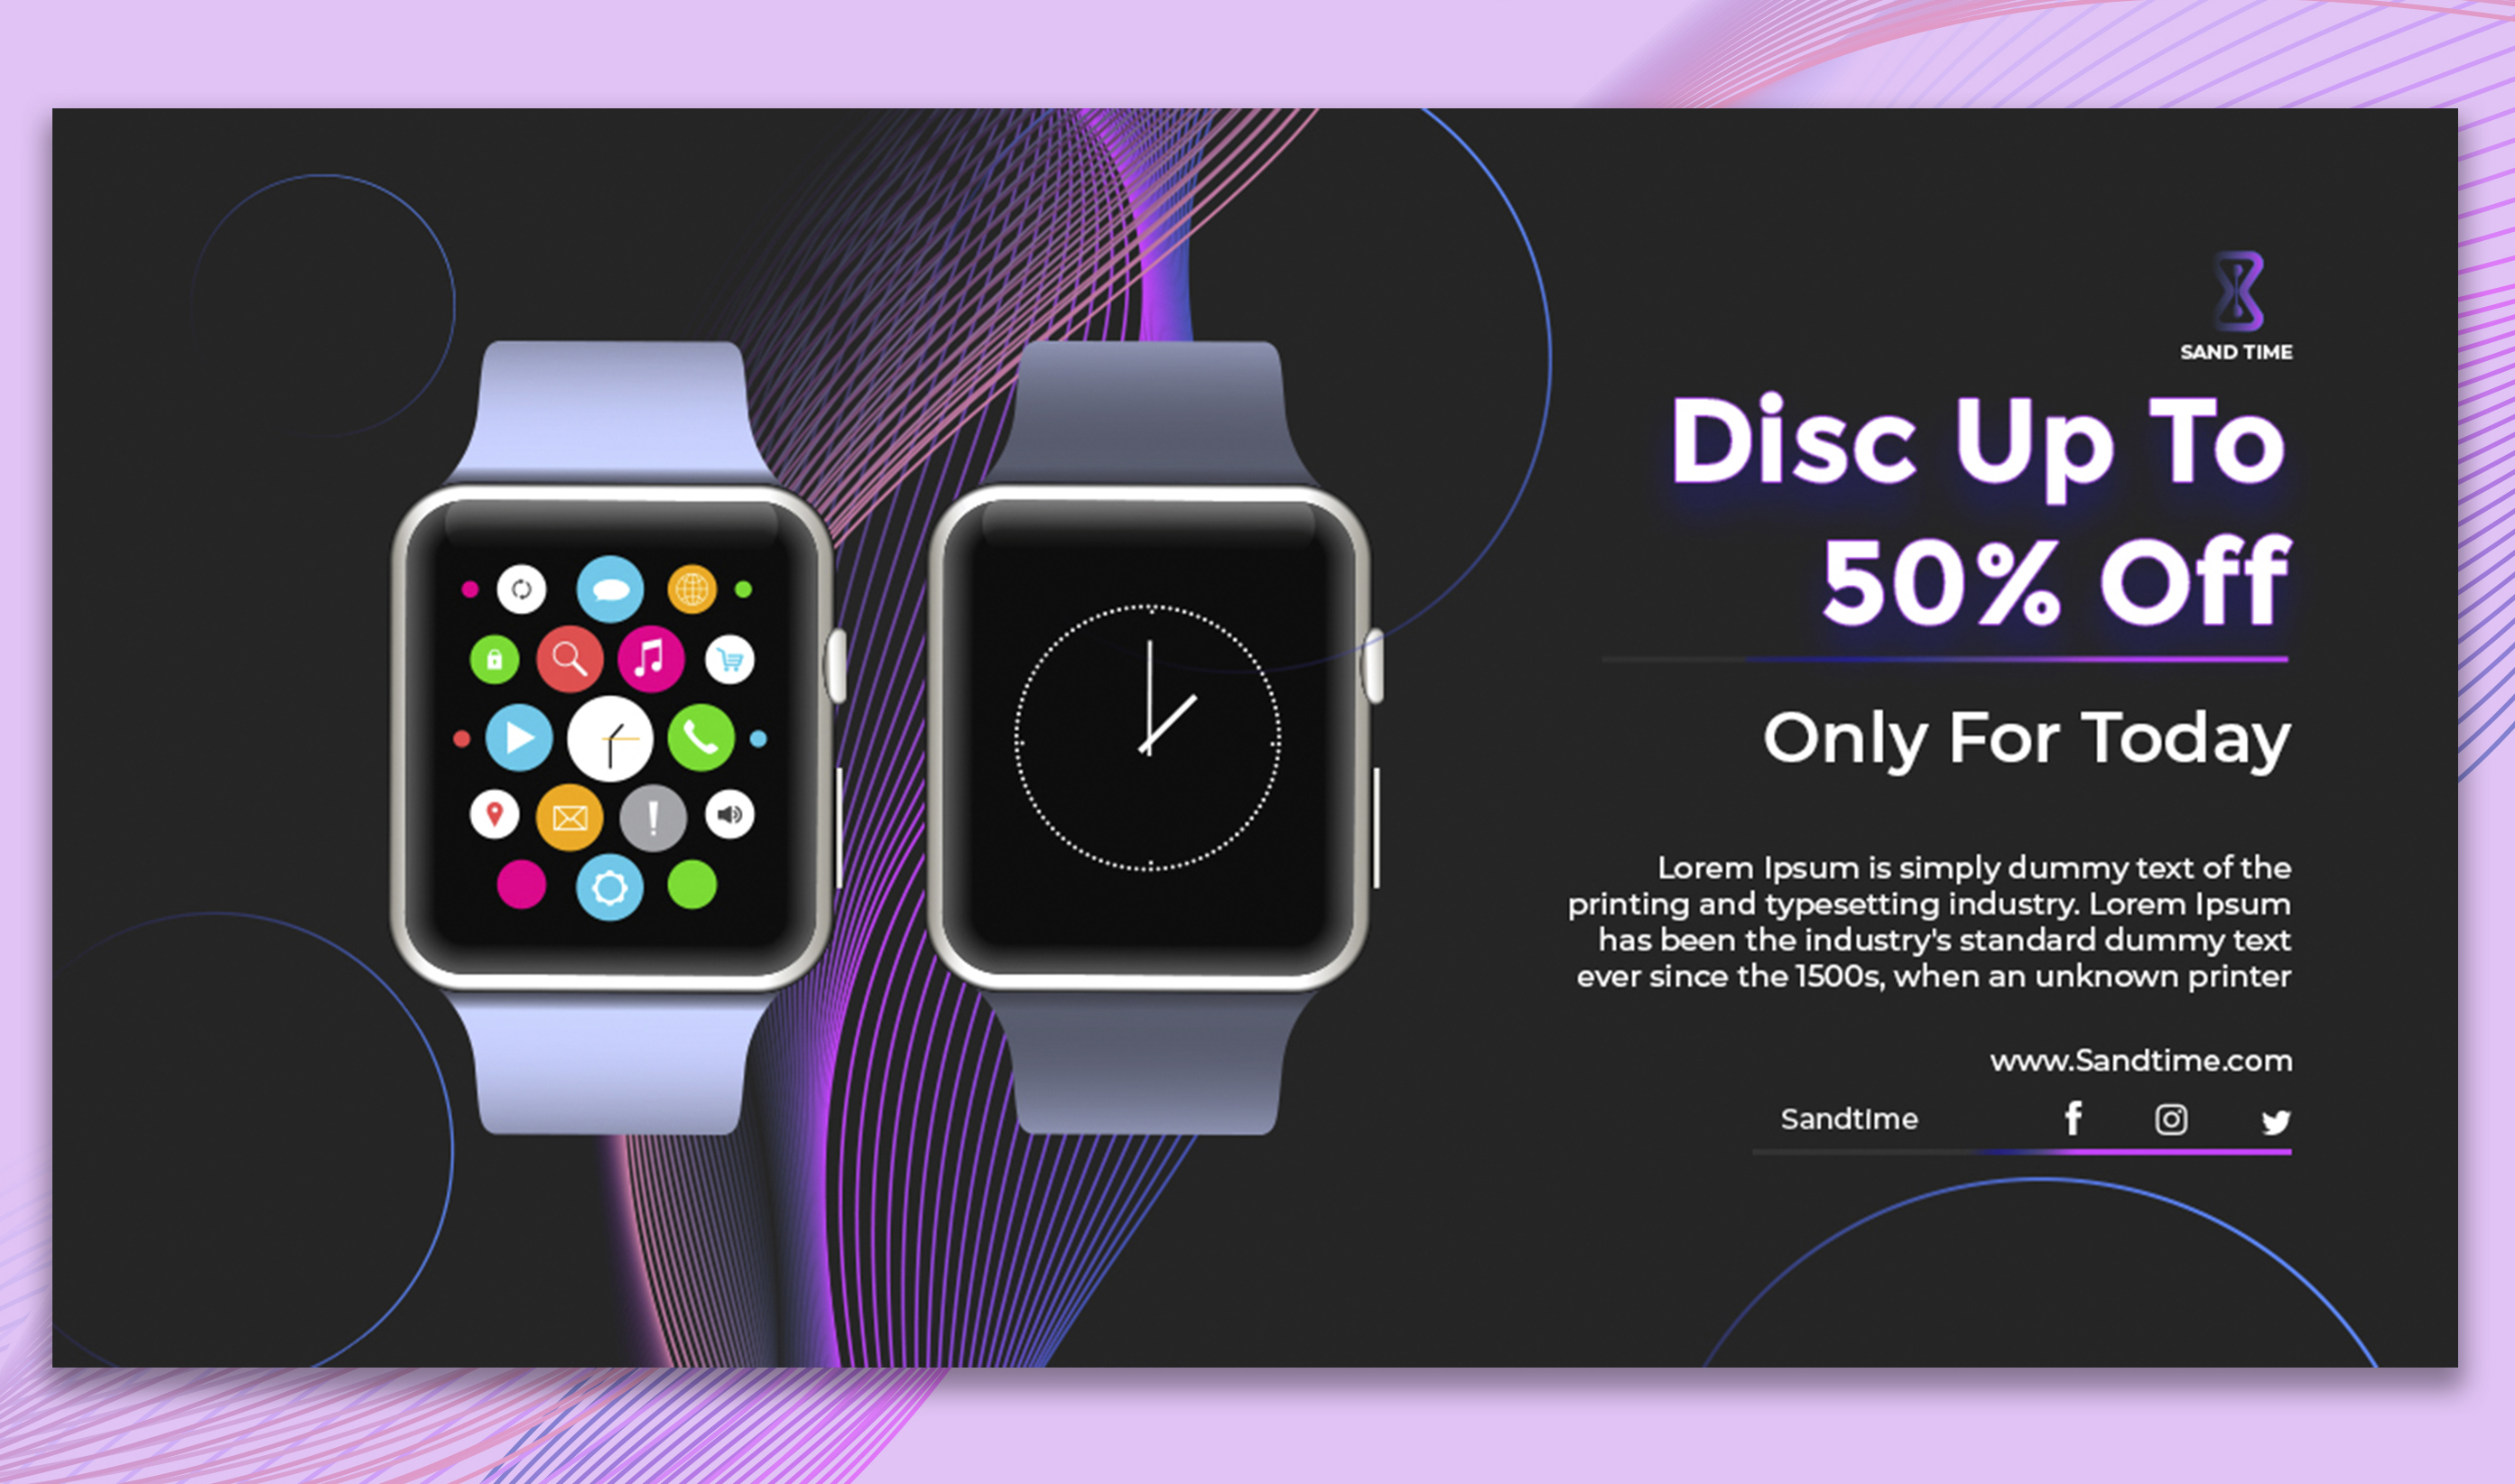 SAND TIME
Disc Up To
50% Off
Only For Today
Lorem Ipsum is simply dummy text of the
printing and typesetting industry. Lorem Ipsum
has been the industry's standard dummy text
ever since the 1500s, when an unknown printer
www.Sandtime.com
SandtIme